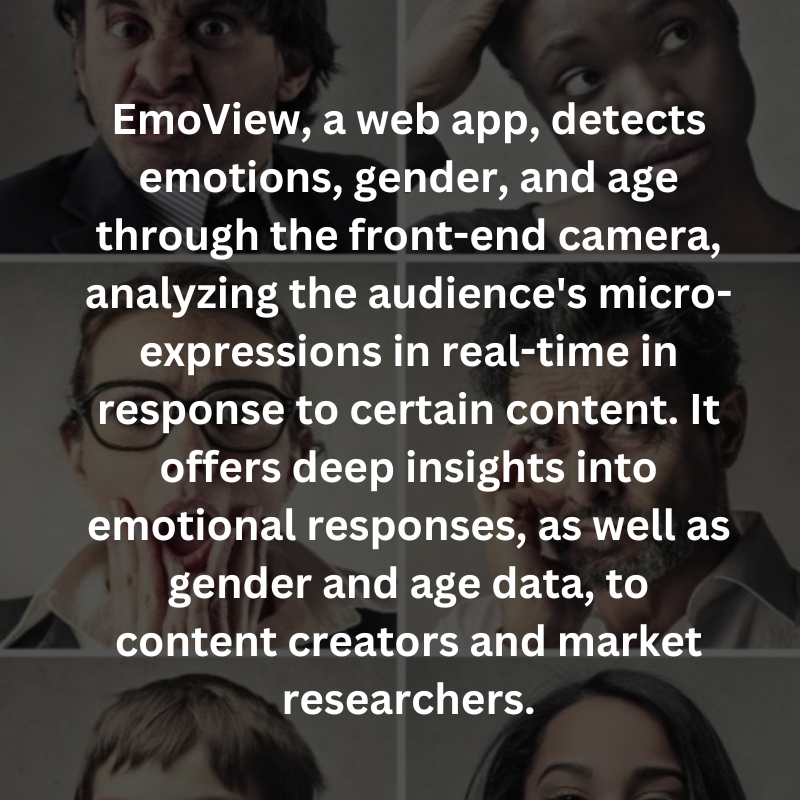 EmoView, a web app, detects
emotions, gender, and age
through the front-end camera,
analyzing the audience's micro-
expressions in real-time in
response to certain content. It
offers deep insights into
emotional responses, as well as
gender and age data, to
content creators and market
researchers.